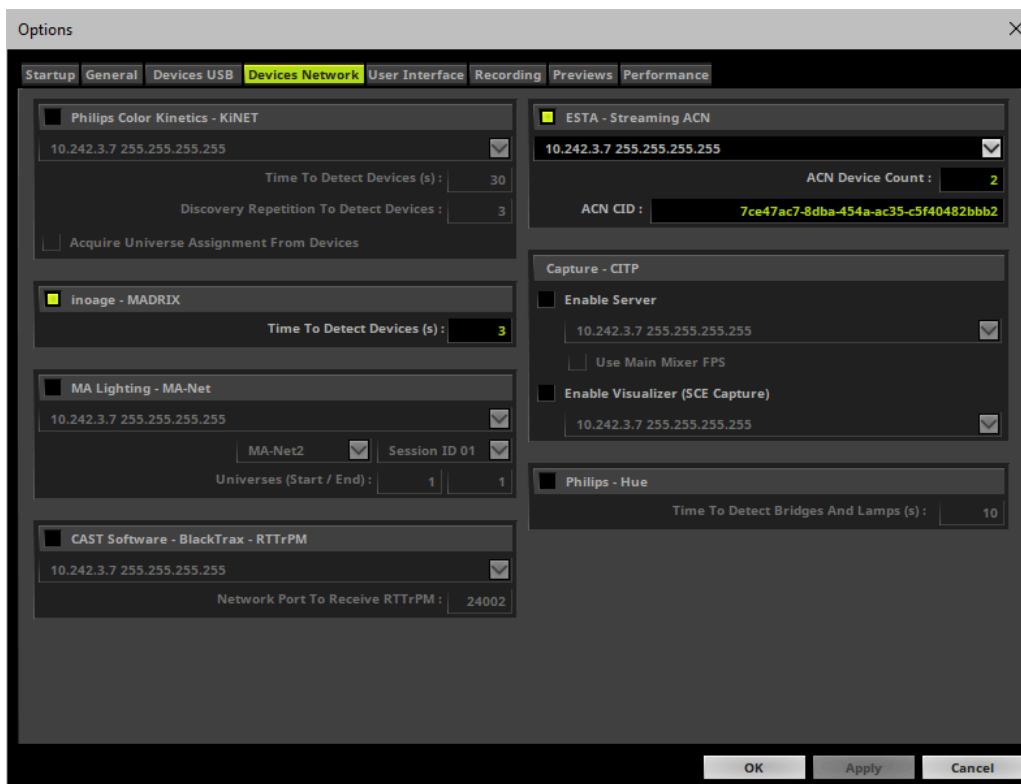 Options
Startup General Devices USB Devices Network User Interface Recording Previews Performance
Philips Color Kinetics - KiNET
10.242.3.7 255.255.255.255
Time To Detect Devices (s) : 30
Discovery Repetition To Detect Devices : 3
Acquire Universe Assignment From Devices
inoage - MADRIX
Time To Detect Devices (s) : 3
MA Lighting - MA-Net
10.242.3.7 255.255.255.255
MA-Net2 Session ID 01
Universes (Start / End) : 1 1
CAST Software - BlackTrax - RTTrPM
10.242.3.7 255.255.255.255
Network Port To Receive RTTrPM : 24002
ESTA - Streaming ACN
10.242.3.7 255.255.255.255
ACN Device Count : 2
ACN CID : 7ce47ac7-8dba-454a-ac35-c5f40482bbb2
Capture - CITP
Enable Server
10.242.3.7 255.255.255.255
Use Main Mixer FPS
Enable Visualizer (SCE Capture)
10.242.3.7 255.255.255.255
Philips - Hue
Time To Detect Bridges And Lamps (s) : 10
OK Apply Cancel